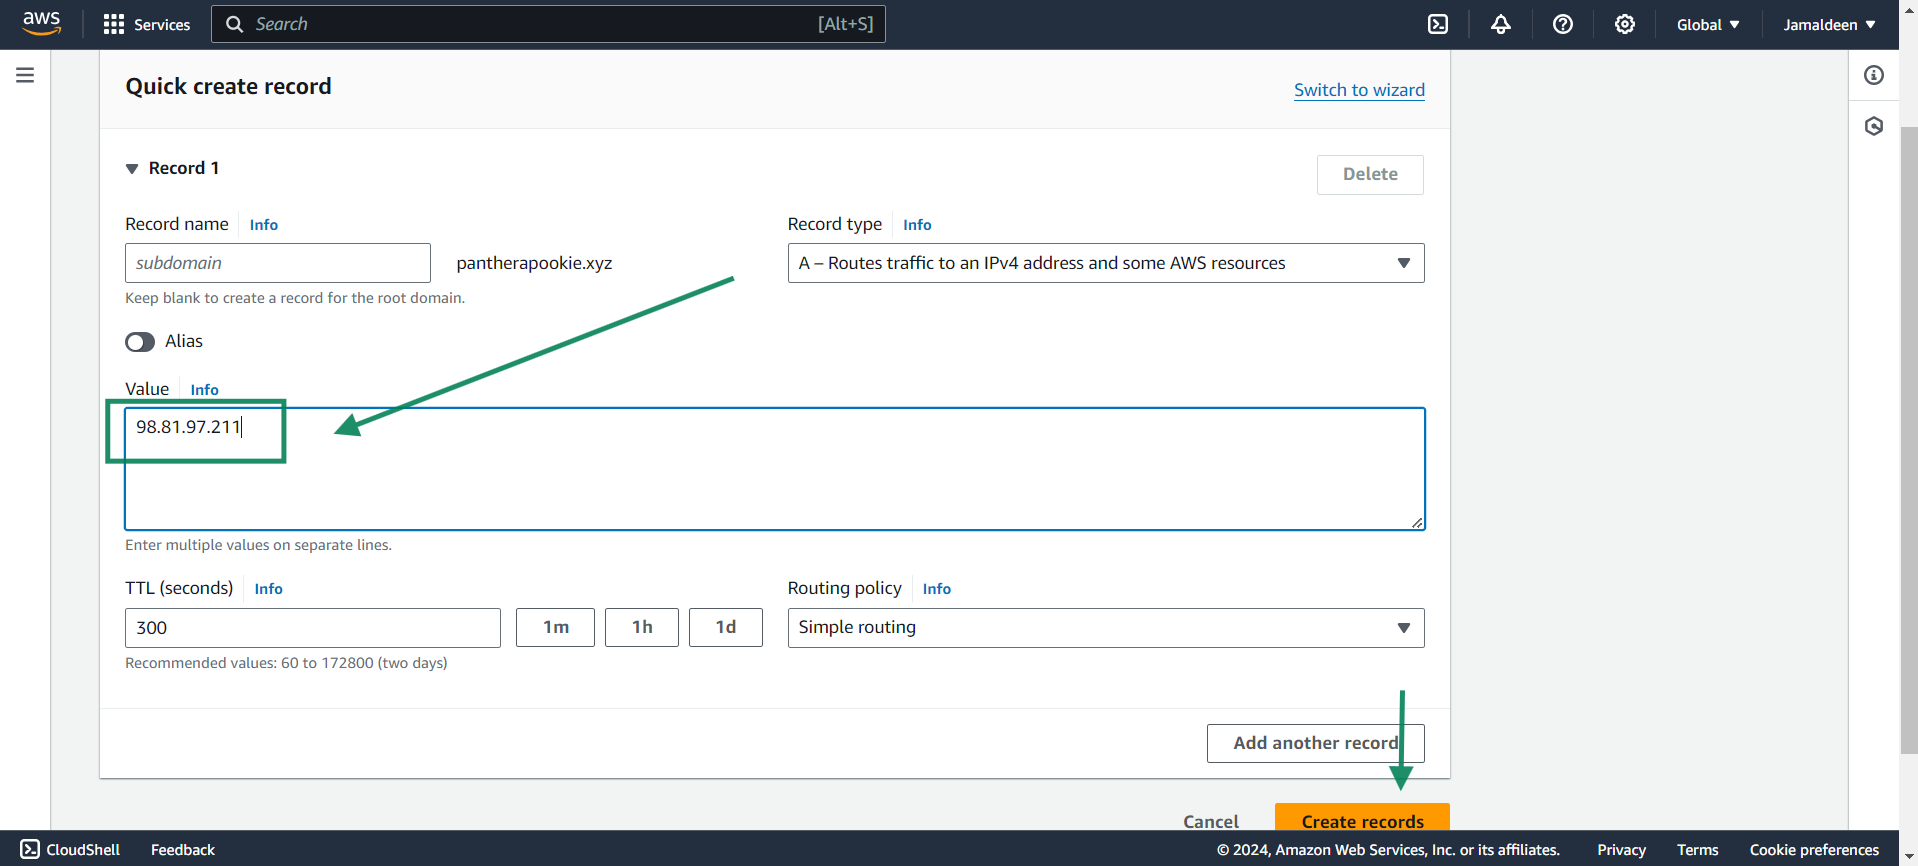 aws Services Search [Alt+S] Global Jamaldeen
Quick create record Switch to wizard
Record 1 Delete
Record name Info Record type Info
subdomain pantherapookie.xyz A – Routes traffic to an IPv4 address and some AWS resources
Keep blank to create a record for the root domain.
Alias
Value Info
98.81.97.211
Enter multiple values on separate lines.
TTL (seconds) Info Routing policy Info
300 1m 1h 1d Simple routing
Recommended values: 60 to 172800 (two days)
Add another record
Cancel Create records
CloudShell Feedback © 2024, Amazon Web Services, Inc. or its affiliates. Privacy Terms Cookie preferences